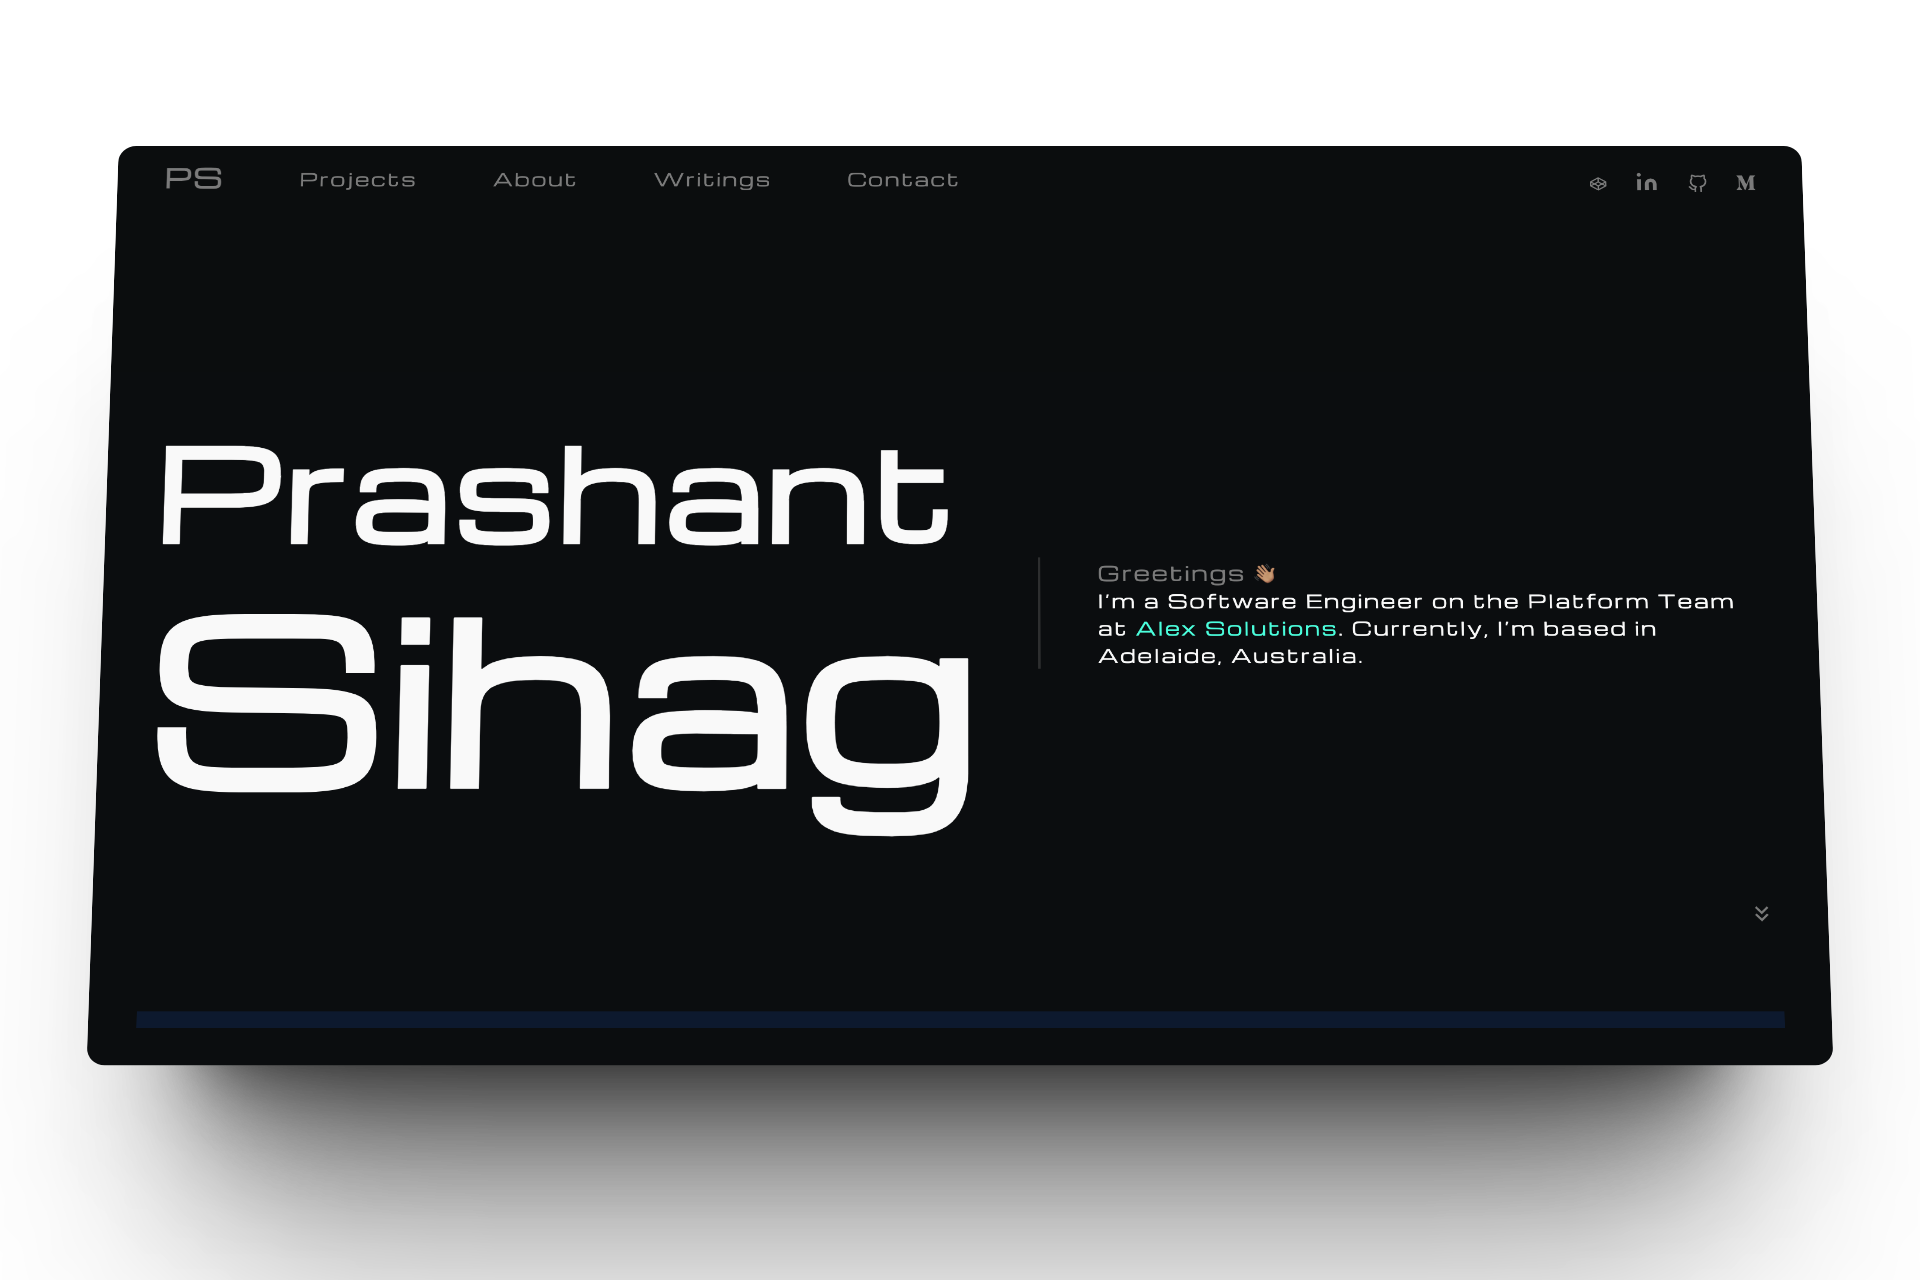 PS Projects About Writings Contact in M
Prashant
Sihag
Greetings 👋🏽
I'm a Software Engineer on the Platform Team
at Alex Solutions. Currently, I'm based in
Adelaide, Australia.